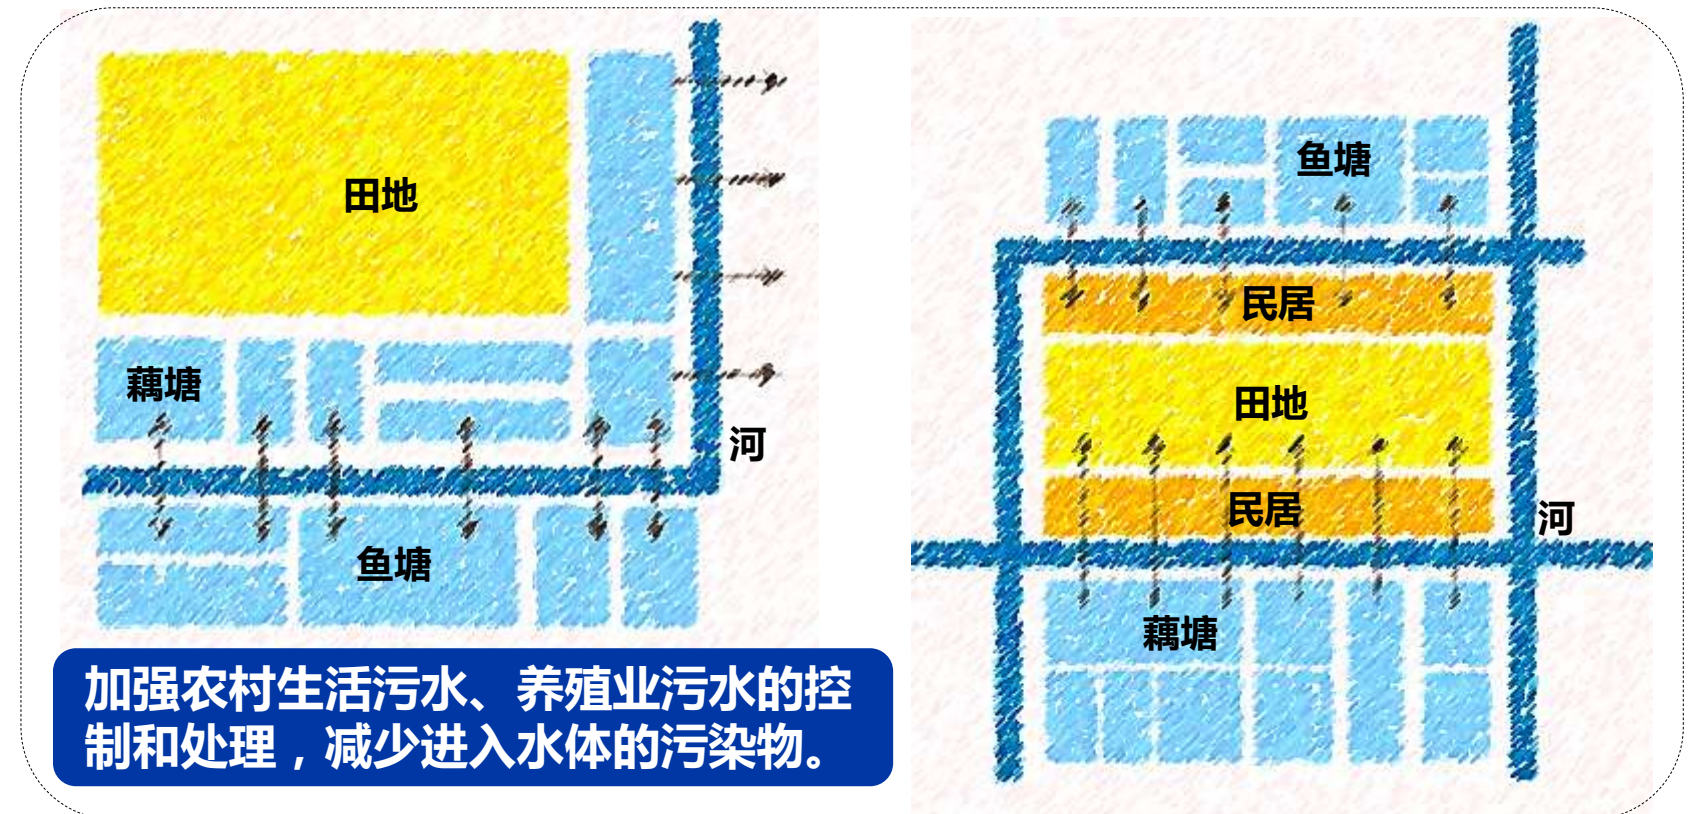 田地
藕塘
河
鱼塘
加强农村生活污水、养殖业污水的控
制和处理，减少进入水体的污染物。
鱼塘
民居
田地
民居
河
藕塘